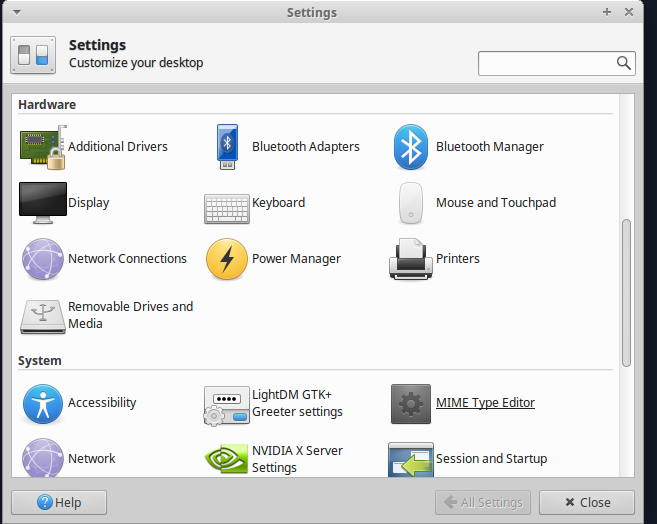 Settings
Settings
Customize your desktop
Hardware
Additional Drivers
Bluetooth Adapters
Bluetooth Manager
Display
Keyboard
Mouse and Touchpad
Network Connections
Power Manager
Printers
Removable Drives and
Media
System
Accessibility
LightDM GTK+
Greeter settings
MIME Type Editor
Network
NVIDIA X Server
Settings
Session and Startup
Help
All Settings
Close